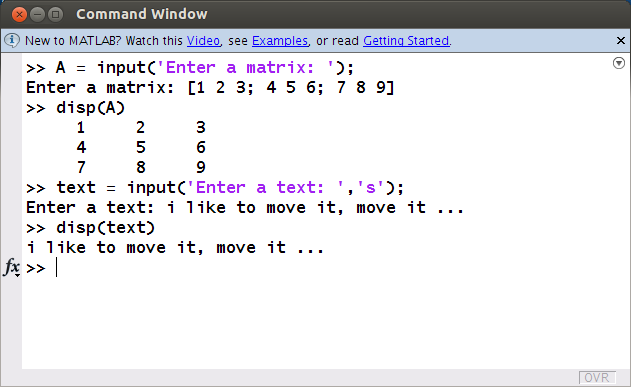 Command Window
New to MATLAB? Watch this Video, see Examples, or read Getting Started.
>> A = input('Enter a matrix: ');
Enter a matrix: [1 2 3; 4 5 6; 7 8 9]
>> disp(A)
1 2 3
4 5 6
7 8 9
>> text = input('Enter a text: ','s');
Enter a text: i like to move it, move it ...
>> disp(text)
i like to move it, move it ...
fx >>
OVR